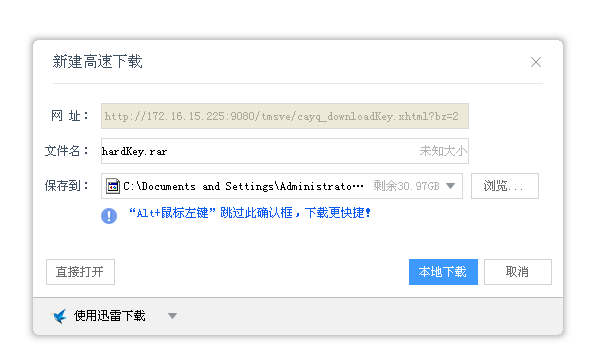 新建高速下载
网 址： http://172.16.15.225:9080/tmsve/cayq_downloadKey.xhtml?bz=2
文件名： hardKey.rar 未知大小
保存到： C:\Documents and Settings\Administrato··· 剩余30.97GB 浏览...
“Alt+鼠标左键”跳过此确认框，下载更快捷！
直接打开 本地下载 取消
使用迅雷下载